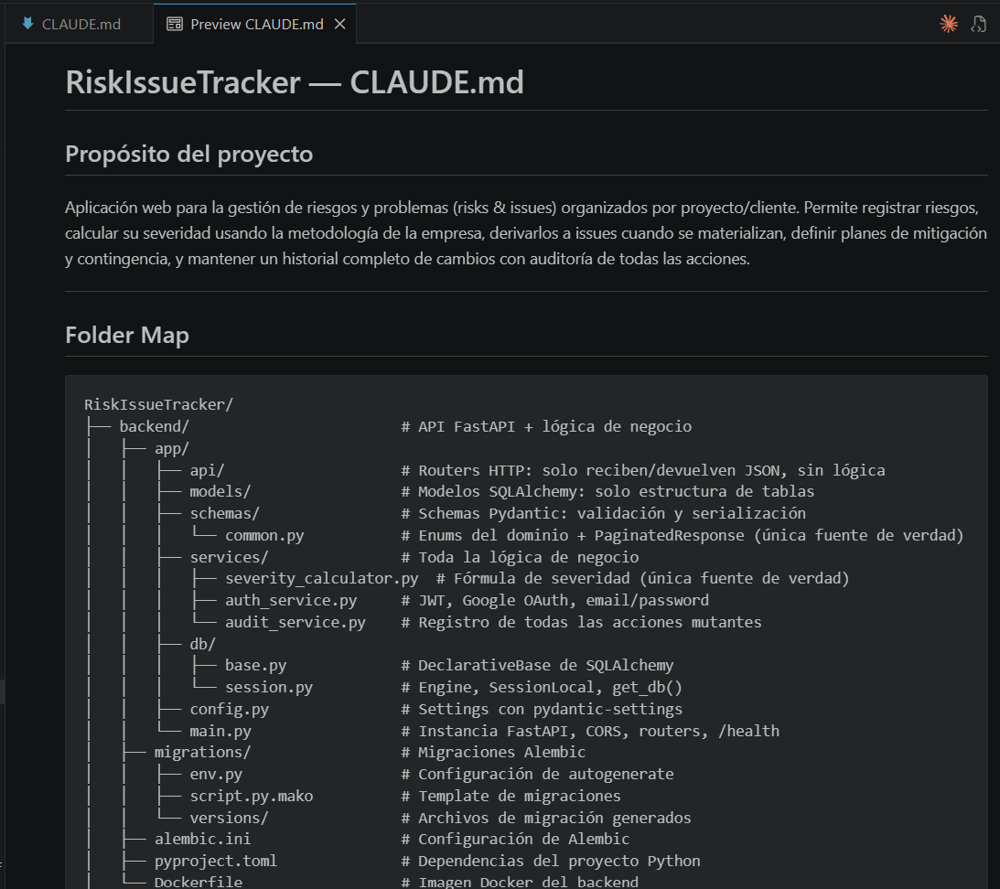 CLAUDE.md
Preview CLAUDE.md
RiskIssueTracker — CLAUDE.md
Propósito del proyecto
Aplicación web para la gestión de riesgos y problemas (risks & issues) organizados por proyecto/cliente. Permite registrar riesgos,
calcular su severidad usando la metodología de la empresa, derivarlos a issues cuando se materializan, definir planes de mitigación
y contingencia, y mantener un historial completo de cambios con auditoría de todas las acciones.
Folder Map
RiskIssueTracker/
├── backend/ # API FastAPI + lógica de negocio
│   ├── app/
│   │   ├── api/ # Routers HTTP: solo reciben/devuelven JSON, sin lógica
│   │   ├── models/ # Modelos SQLAlchemy: solo estructura de tablas
│   │   ├── schemas/ # Schemas Pydantic: validación y serialización
│   │   │   └── common.py # Enums del dominio + PaginatedResponse (única fuente de verdad)
│   │   ├── services/ # Toda la lógica de negocio
│   │   │   ├── severity_calculator.py # Fórmula de severidad (única fuente de verdad)
│   │   │   ├── auth_service.py # JWT, Google OAuth, email/password
│   │   │   └── audit_service.py # Registro de todas las acciones mutantes
│   │   ├── db/
│   │   │   ├── base.py # DeclarativeBase de SQLAlchemy
│   │   │   └── session.py # Engine, SessionLocal, get_db()
│   │   ├── config.py # Settings con pydantic-settings
│   │   └── main.py # Instancia FastAPI, CORS, routers, /health
│   ├── migrations/ # Migraciones Alembic
│   │   ├── env.py # Configuración de autogenerate
│   │   ├── script.py.mako # Template de migraciones
│   │   └── versions/ # Archivos de migración generados
│   ├── alembic.ini # Configuración de Alembic
│   ├── pyproject.toml # Dependencias del proyecto Python
│   └── Dockerfile # Imagen Docker del backend